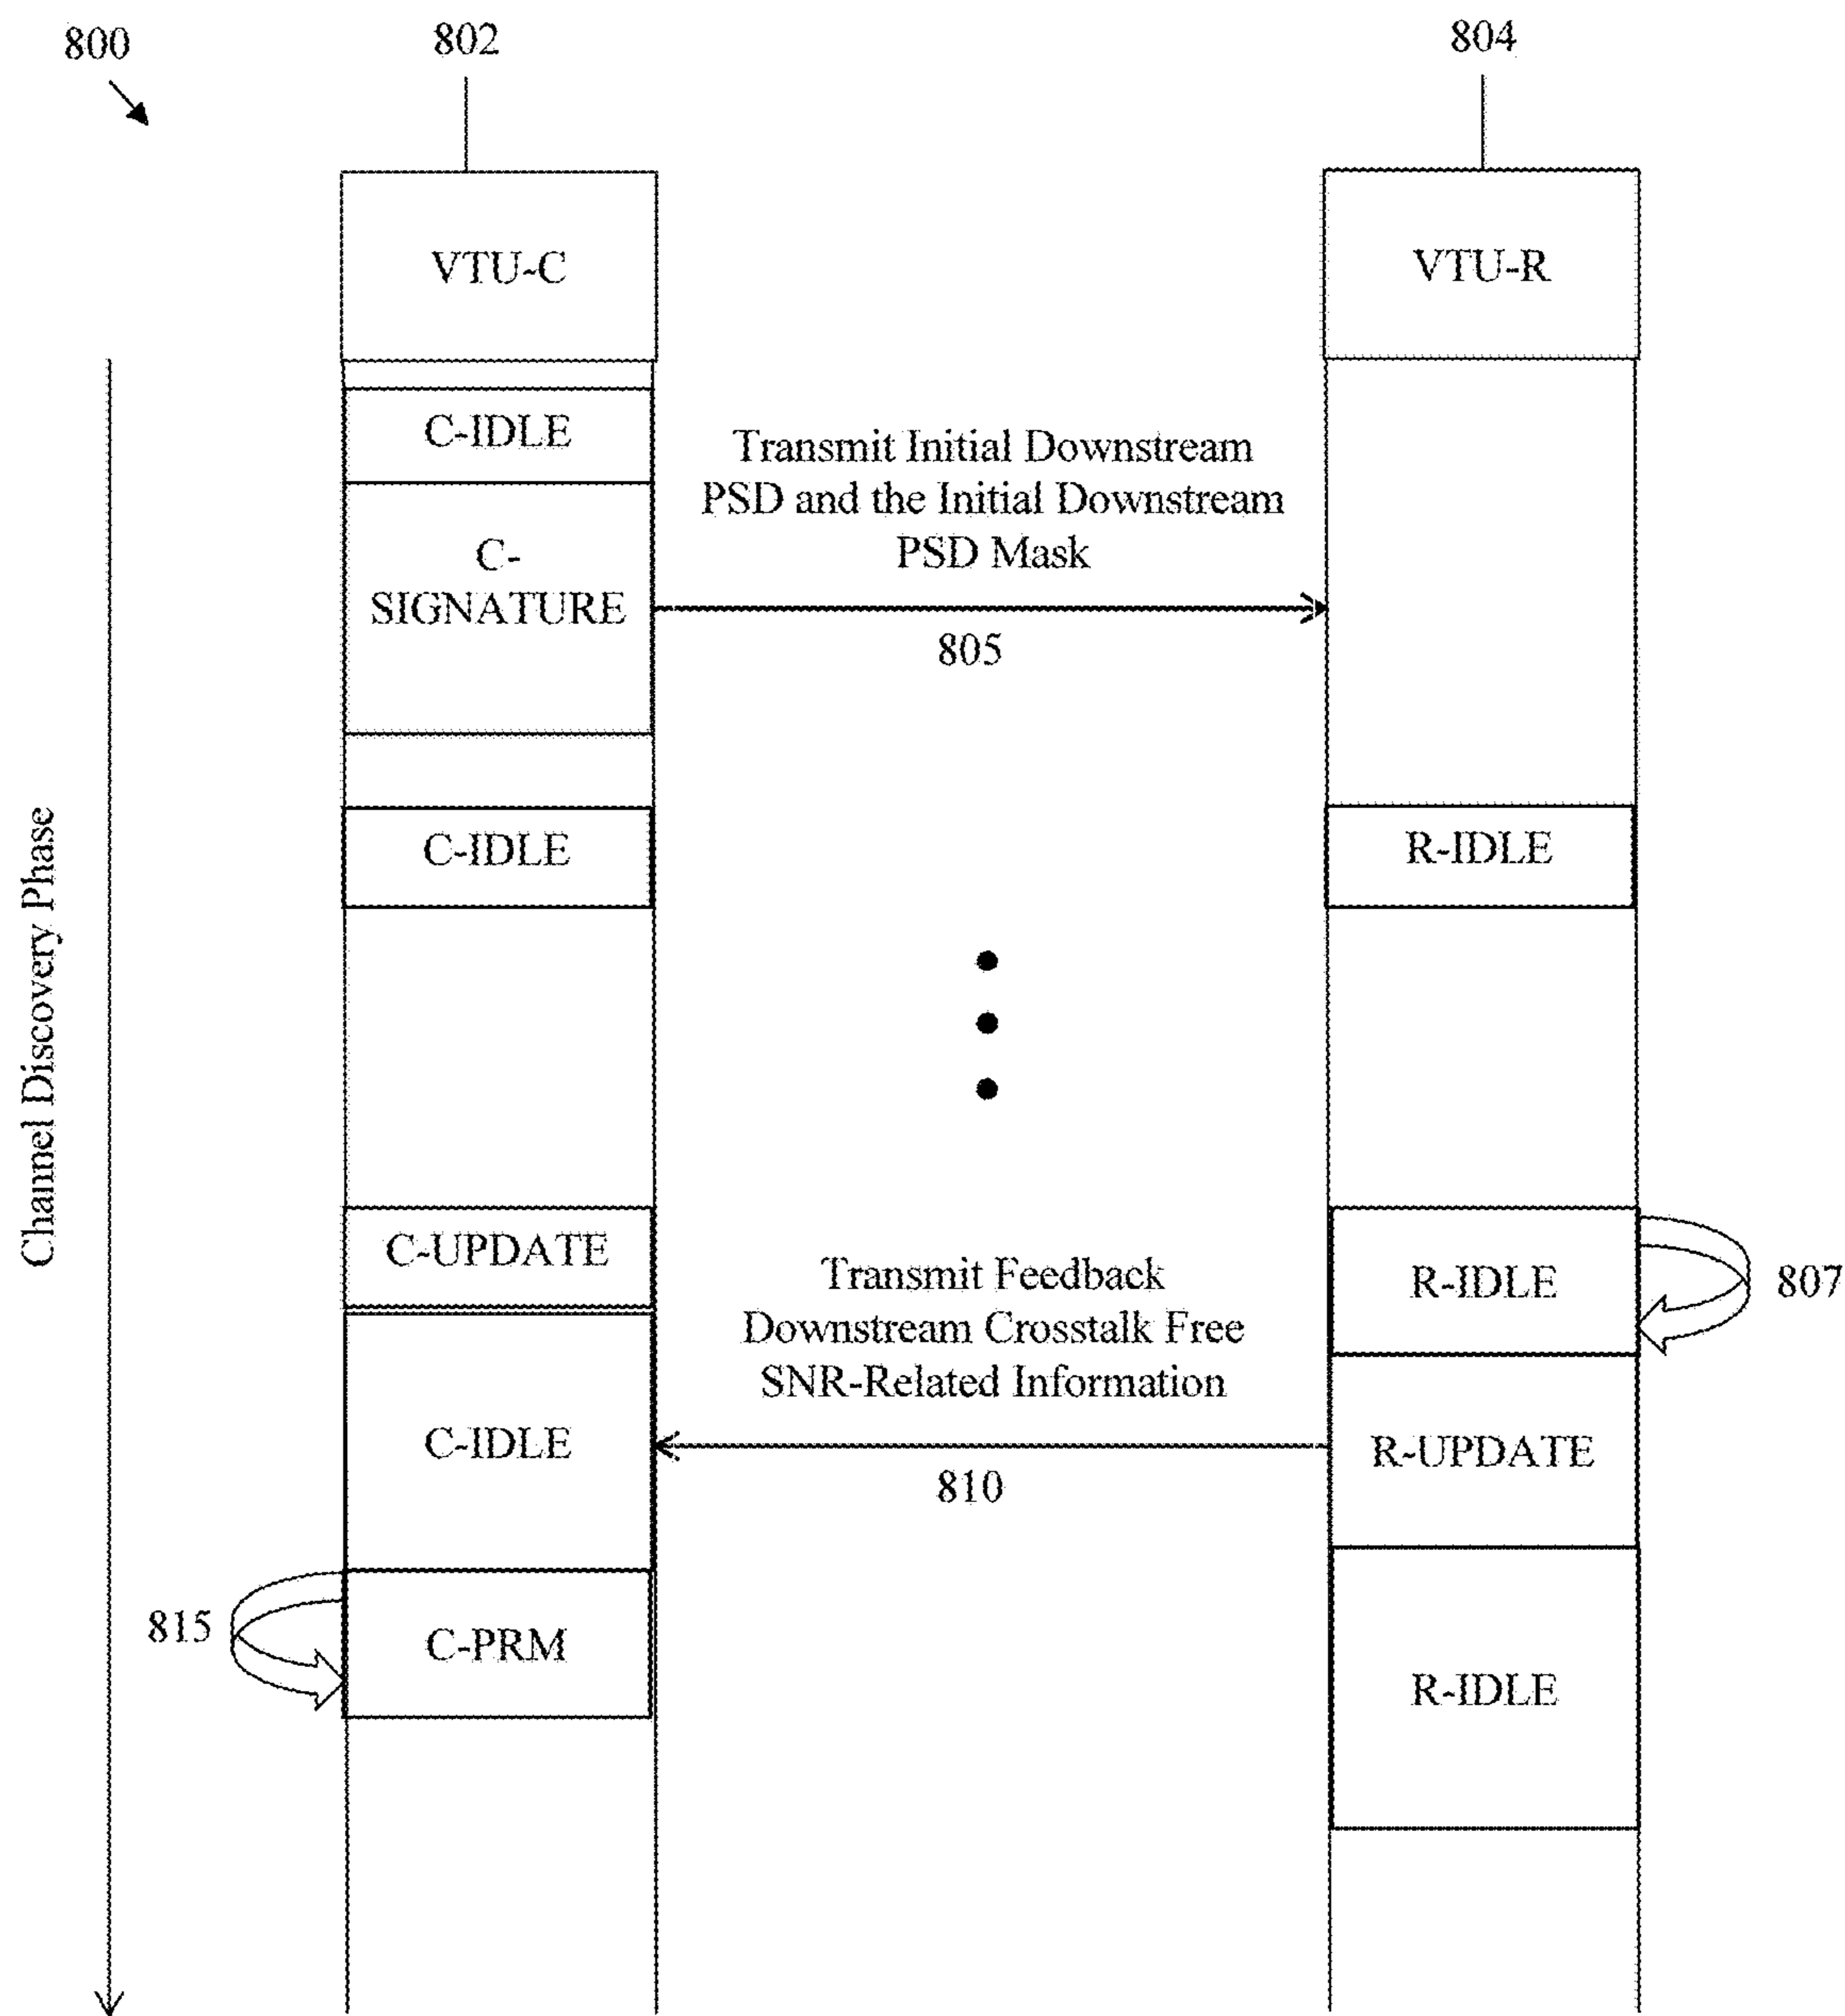 800
802
804
VTU-C
VTU-R
C-IDLE
Transmit Initial Downstream
PSD and the Initial Downstream
PSD Mask
C-
SIGNATURE
805
C-IDLE
R-IDLE
Channel Discovery Phase
C-UPDATE
R-IDLE
807
Transmit Feedback
Downstream Crosstalk Free
SNR-Related Information
C-IDLE
R-UPDATE
810
815
C-PRM
R-IDLE